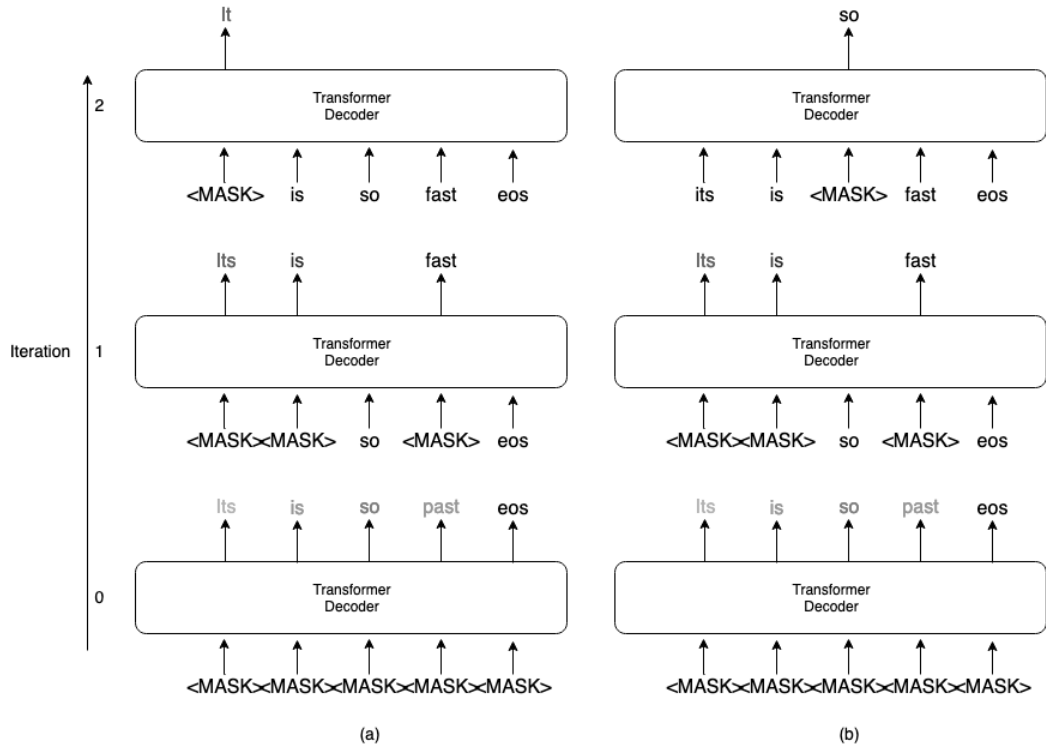 It so
2 Transformer Decoder Transformer Decoder
<MASK> is so fast eos its is <MASK> fast eos
Its is fast Its is fast
Iteration 1 Transformer Decoder Transformer Decoder
<MASK><MASK> so <MASK> eos <MASK><MASK> so <MASK> eos
Its is so past eos Its is so past eos
0 Transformer Decoder Transformer Decoder
<MASK><MASK><MASK><MASK><MASK> <MASK><MASK><MASK><MASK><MASK>
(a) (b)